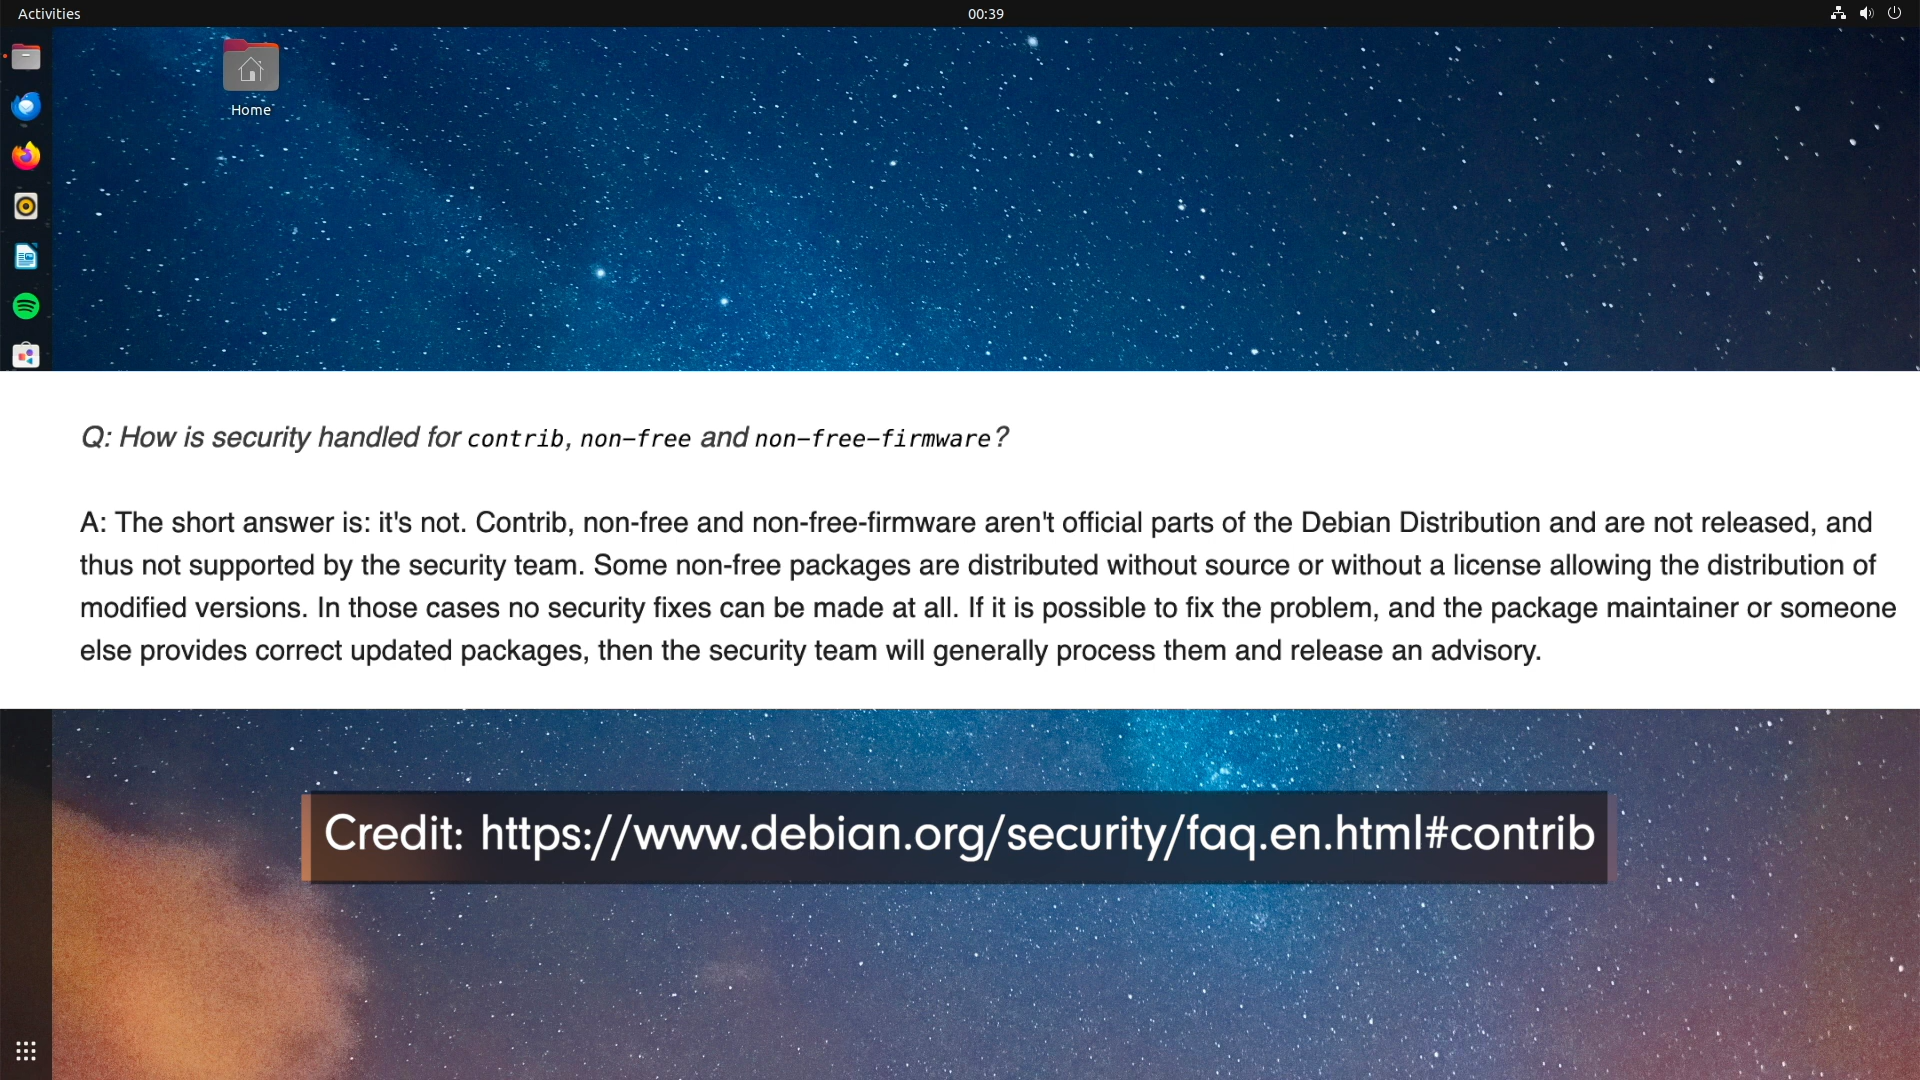 Activities
00:39
Home
Q: How is security handled for contrib, non-free and non-free-firmware?
A: The short answer is: it's not. Contrib, non-free and non-free-firmware aren't official parts of the Debian Distribution and are not released, and
thus not supported by the security team. Some non-free packages are distributed without source or without a license allowing the distribution of
modified versions. In those cases no security fixes can be made at all. If it is possible to fix the problem, and the package maintainer or someone
else provides correct updated packages, then the security team will generally process them and release an advisory.
Credit: https://www.debian.org/security/faq.en.html#contrib